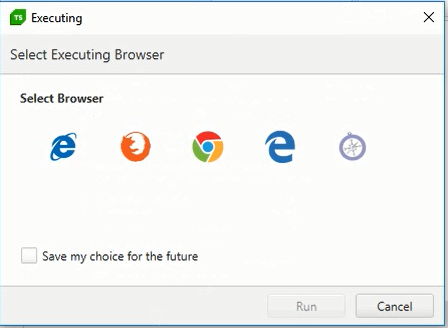 TS Executing
Select Executing Browser
Select Browser
Save my choice for the future
Run Cancel